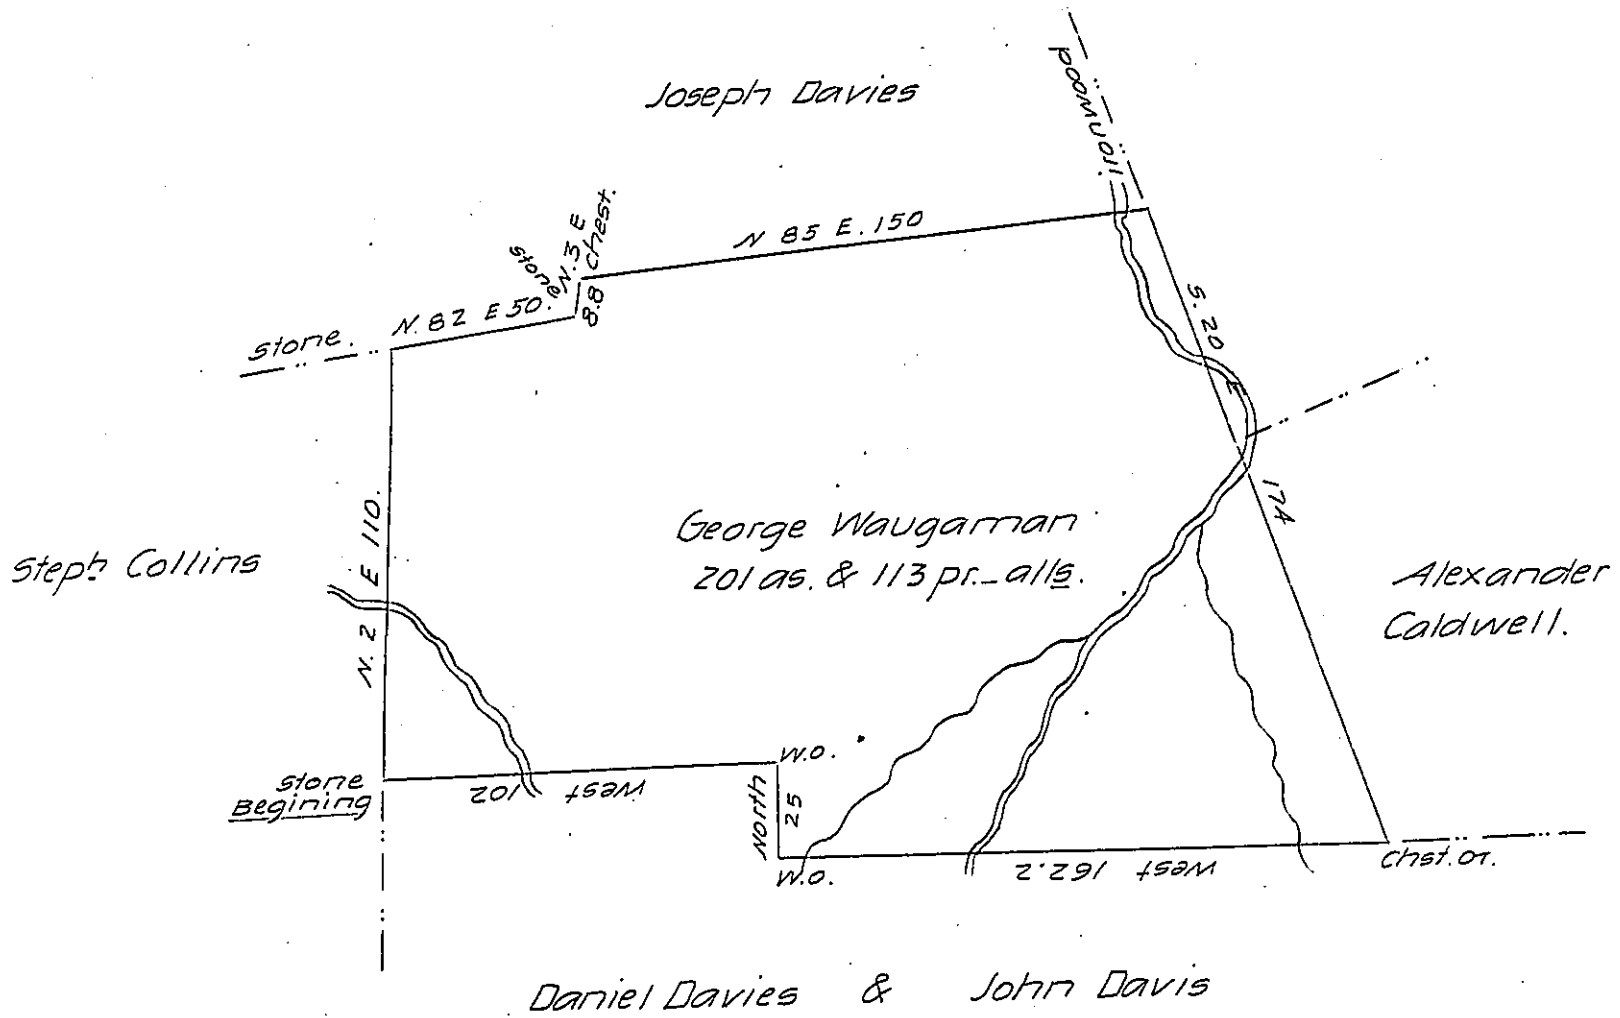 Joseph Davies
Ironwood
N 85 E. 150
stone
N. 3 E
8.8 chest.
N. 82 E 50.
stone.
S. 20 E 174
N. 2 E 110.
Steph. Collins
George Waugaman
201 as. & 113 pr. alls.
Alexander
Caldwell.
stone
Begining
West 102
W.O.
North 25
W.O.
West 162.2
Chst. or.
Daniel Davies & John Davis